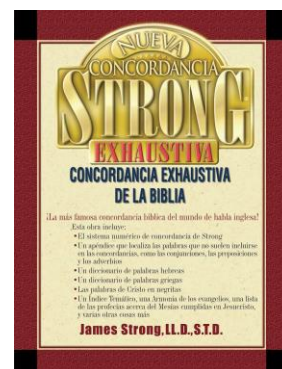 NUEVA
CONCORDANCIA
STRONG
EXHAUSTIVA
CONCORDANCIA EXHAUSTIVA
DE LA BIBLIA
¡La más famosa concordancia bíblica del mundo de habla inglesa!
Esta obra incluye:
•El sistema numérico de concordancia de Strong
•Un apéndice que localiza las palabras que no suelen incluirse
en las concordancias, como las conjunciones, las preposiciones
y los adverbios
•Un diccionario de palabras hebreas
•Un diccionario de palabras griegas
•Las palabras de Cristo en negritas
•Un Índice Temático, una Armonía de los evangelios, una lista
de las profecías acerca del Mesías cumplidas en Jesucristo,
y varias otras cosas más
James Strong, LL.D., S.T.D.